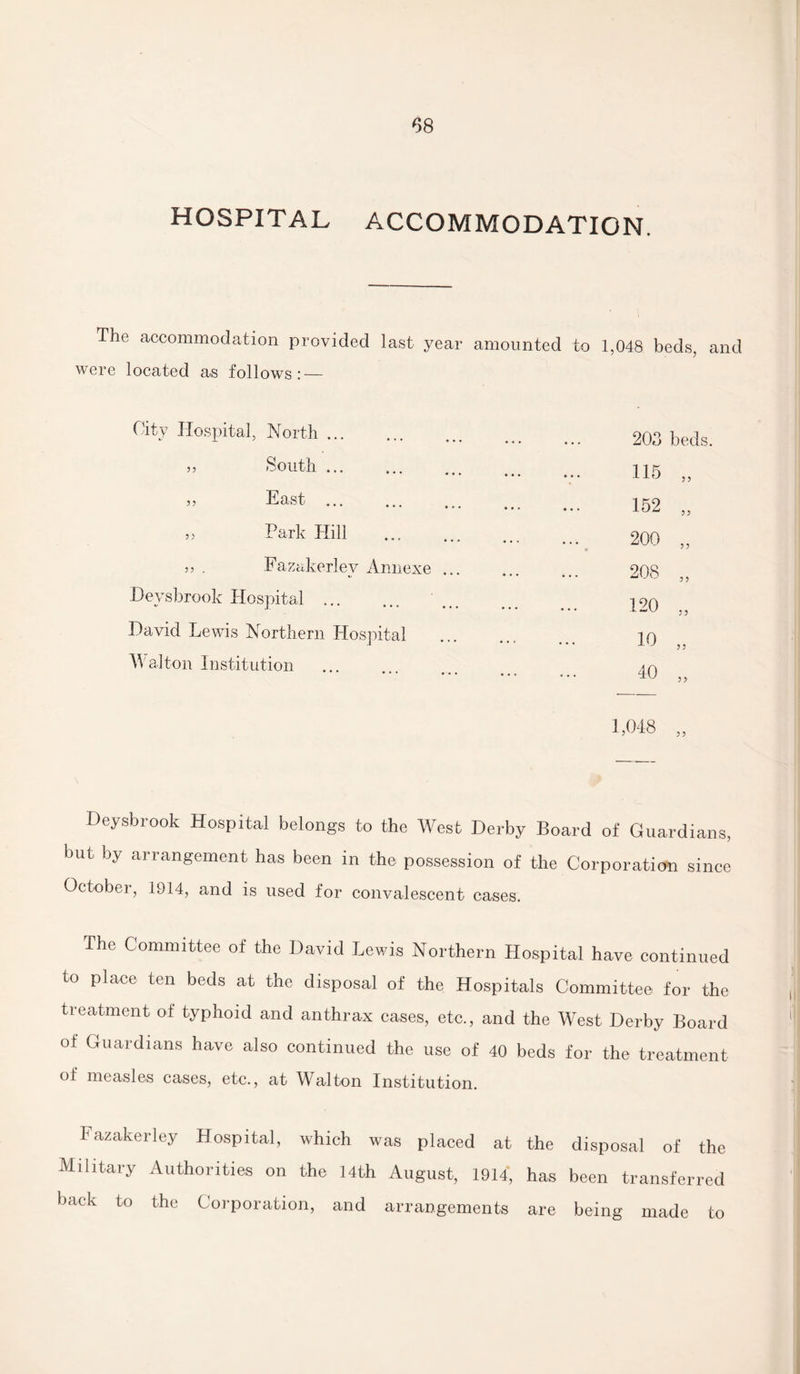 68
HOSPITAL ACCOMMODATION.
The accommodation provided last year amounted to 1,048 beds, and
were located as follows:—
City Hospital, North ... ... ... ... ... 203 beds.
,, South ... ... ... ... ... 115 ,,
,, East ... ... ... ... ... 152 ,,
,, Park Hill ... ... ... ... 200 ,,
,, . Fazakerley Annexe ... ... ... 208 ,,
Deysbrook Hospital ... ... ... ... ... 120 ,,
David Lewis Northern Hospital ... ... ... 10 ,,
Walton Institution ... ... ... ... ... 40 ,,
1,048 ,,
Deysbrook Hospital belongs to the West Derby Board of Guardians,
but by arrangement has been in the possession of the Corporation since
October, 1914, and is used for convalescent cases.
The Committee of the David Lewis Northern Hospital have continued
to place ten beds at the disposal of the Hospitals Committee for the
treatment of typhoid and anthrax cases, etc., and the West Derby Board
of Guardians have also continued the use of 40 beds for the treatment
of measles cases, etc., at Walton Institution.
Fazakerley Hospital, which was placed at the disposal of the
Military Authorities on the 14th August, 1914, has been transferred
back to the Corporation, and arrangements are being made to